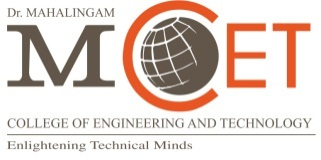 Dr. MAHALINGAM
MCET
COLLEGE OF ENGINEERING AND TECHNOLOGY
Enlightening Technical Minds